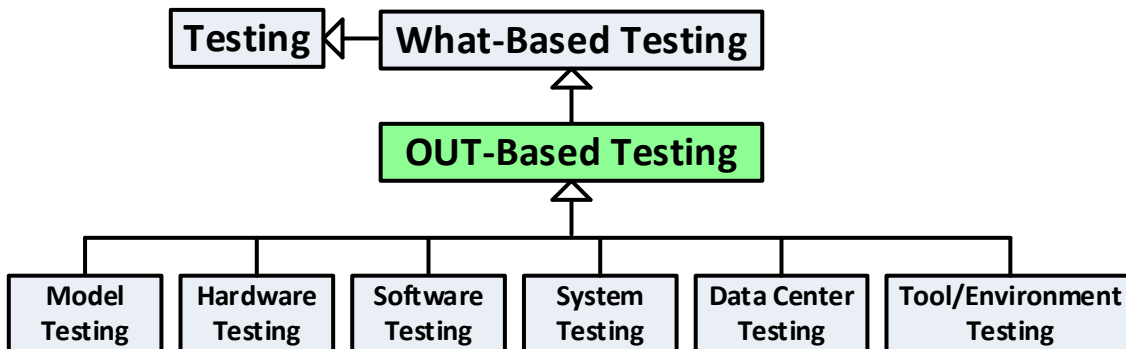 Testing
What-Based Testing
OUT-Based Testing
Model
Testing
Hardware
Testing
Software
Testing
System
Testing
Data Center
Testing
Tool/Environment
Testing